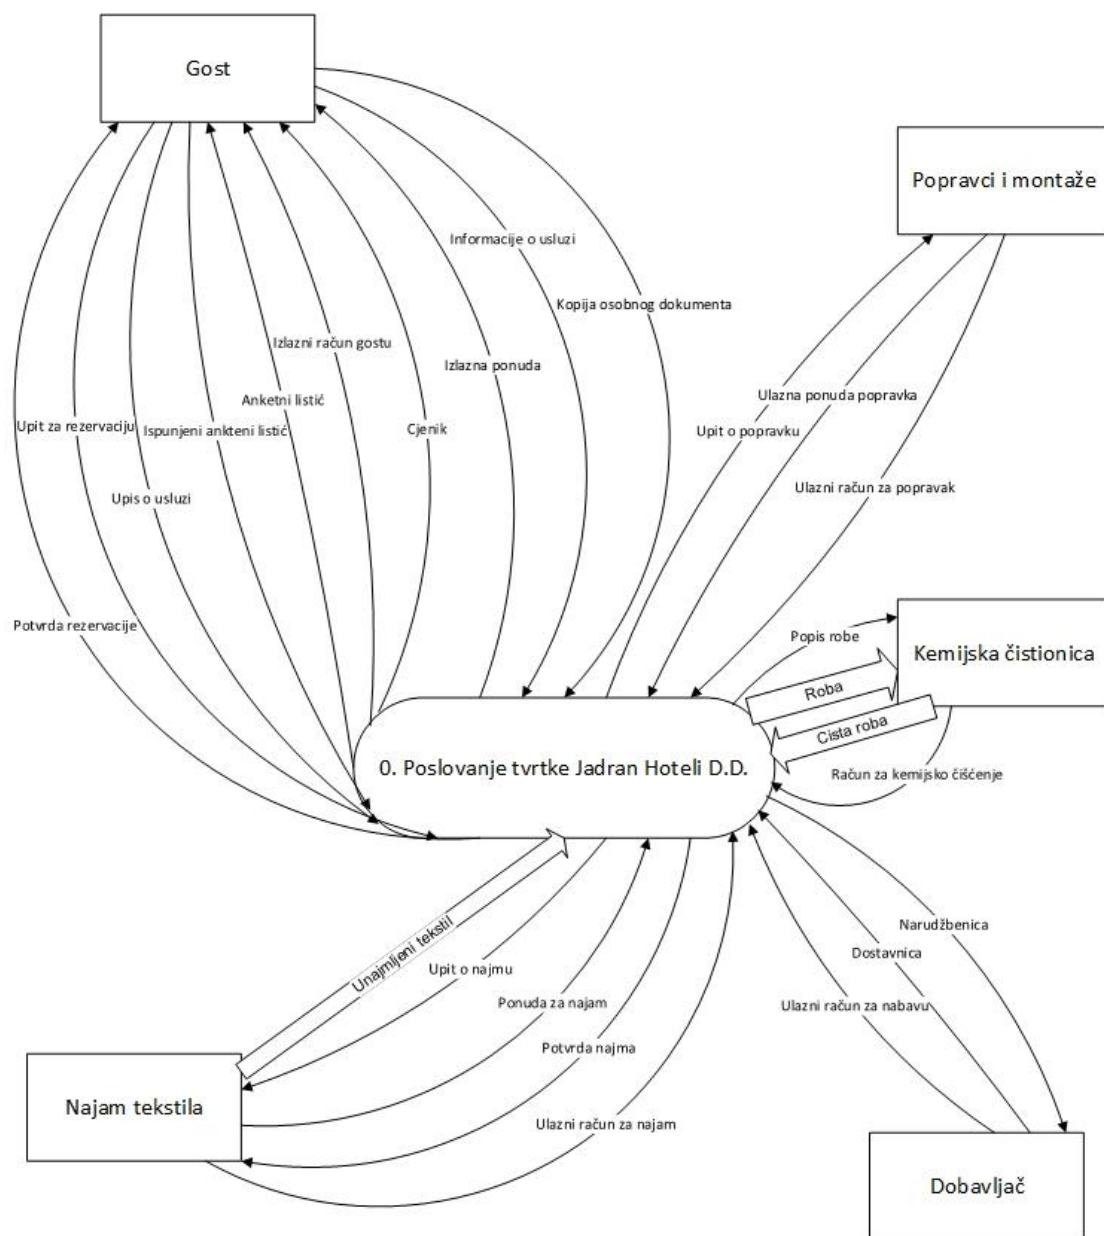 Gost
Popravci i montaže
Informacije o usluzi
Kopija osobnog dokumenta
Izlazni račun gostu
Izlazna ponuda
Ulazna ponuda popravka
Anketni listić
Upit za rezervaciju
Ispunjeni ankteni listić
Cjenik
Upit o popravku
Upis o usluzi
Ulazni račun za popravak
Potvrda rezervacije
Popis robe
Kemijska čistionica
Roba
Cista roba
0. Poslovanje tvrtke Jadran Hoteli D.D.
Račun za kemijsko čišćenje
Narudžbenica
Unajmljeni tekstil
Dostavnica
Upit o najmu
Ponuda za najam
Ulazni račun za nabavu
Potvrda najma
Najam tekstila
Ulazni račun za najam
Dobavljač